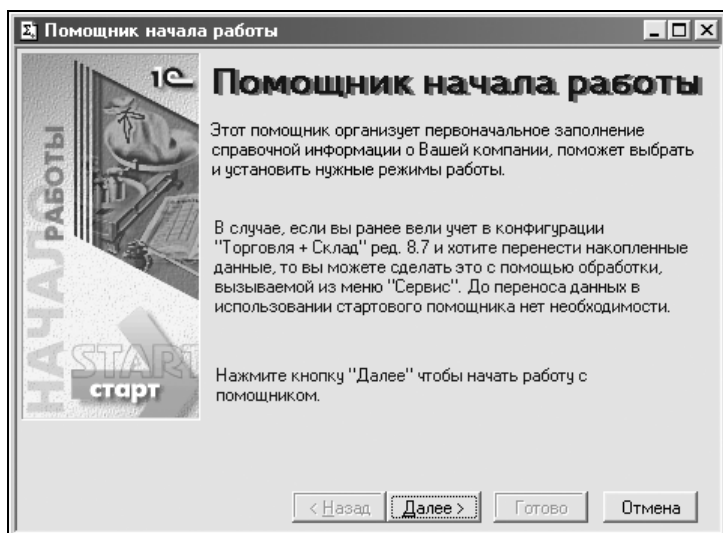 Помощник начала работы
1С
Помощник начала работы
НАЧАЛО
РАБОТЫ
START
старт
Этот помощник организует первоначальное заполнение
справочной информации о Вашей компании, поможет выбрать
и установить нужные режимы работы.
В случае, если вы ранее вели учет в конфигурации
"Торговля + Склад" ред. 8.7 и хотите перенести накопленные
данные, то вы можете сделать это с помощью обработки,
вызываемой из меню "Сервис". До переноса данных в
использовании стартового помощника нет необходимости.
Нажмите кнопку "Далее" чтобы начать работу с
помощником.
< Назад Далее > Готово Отмена